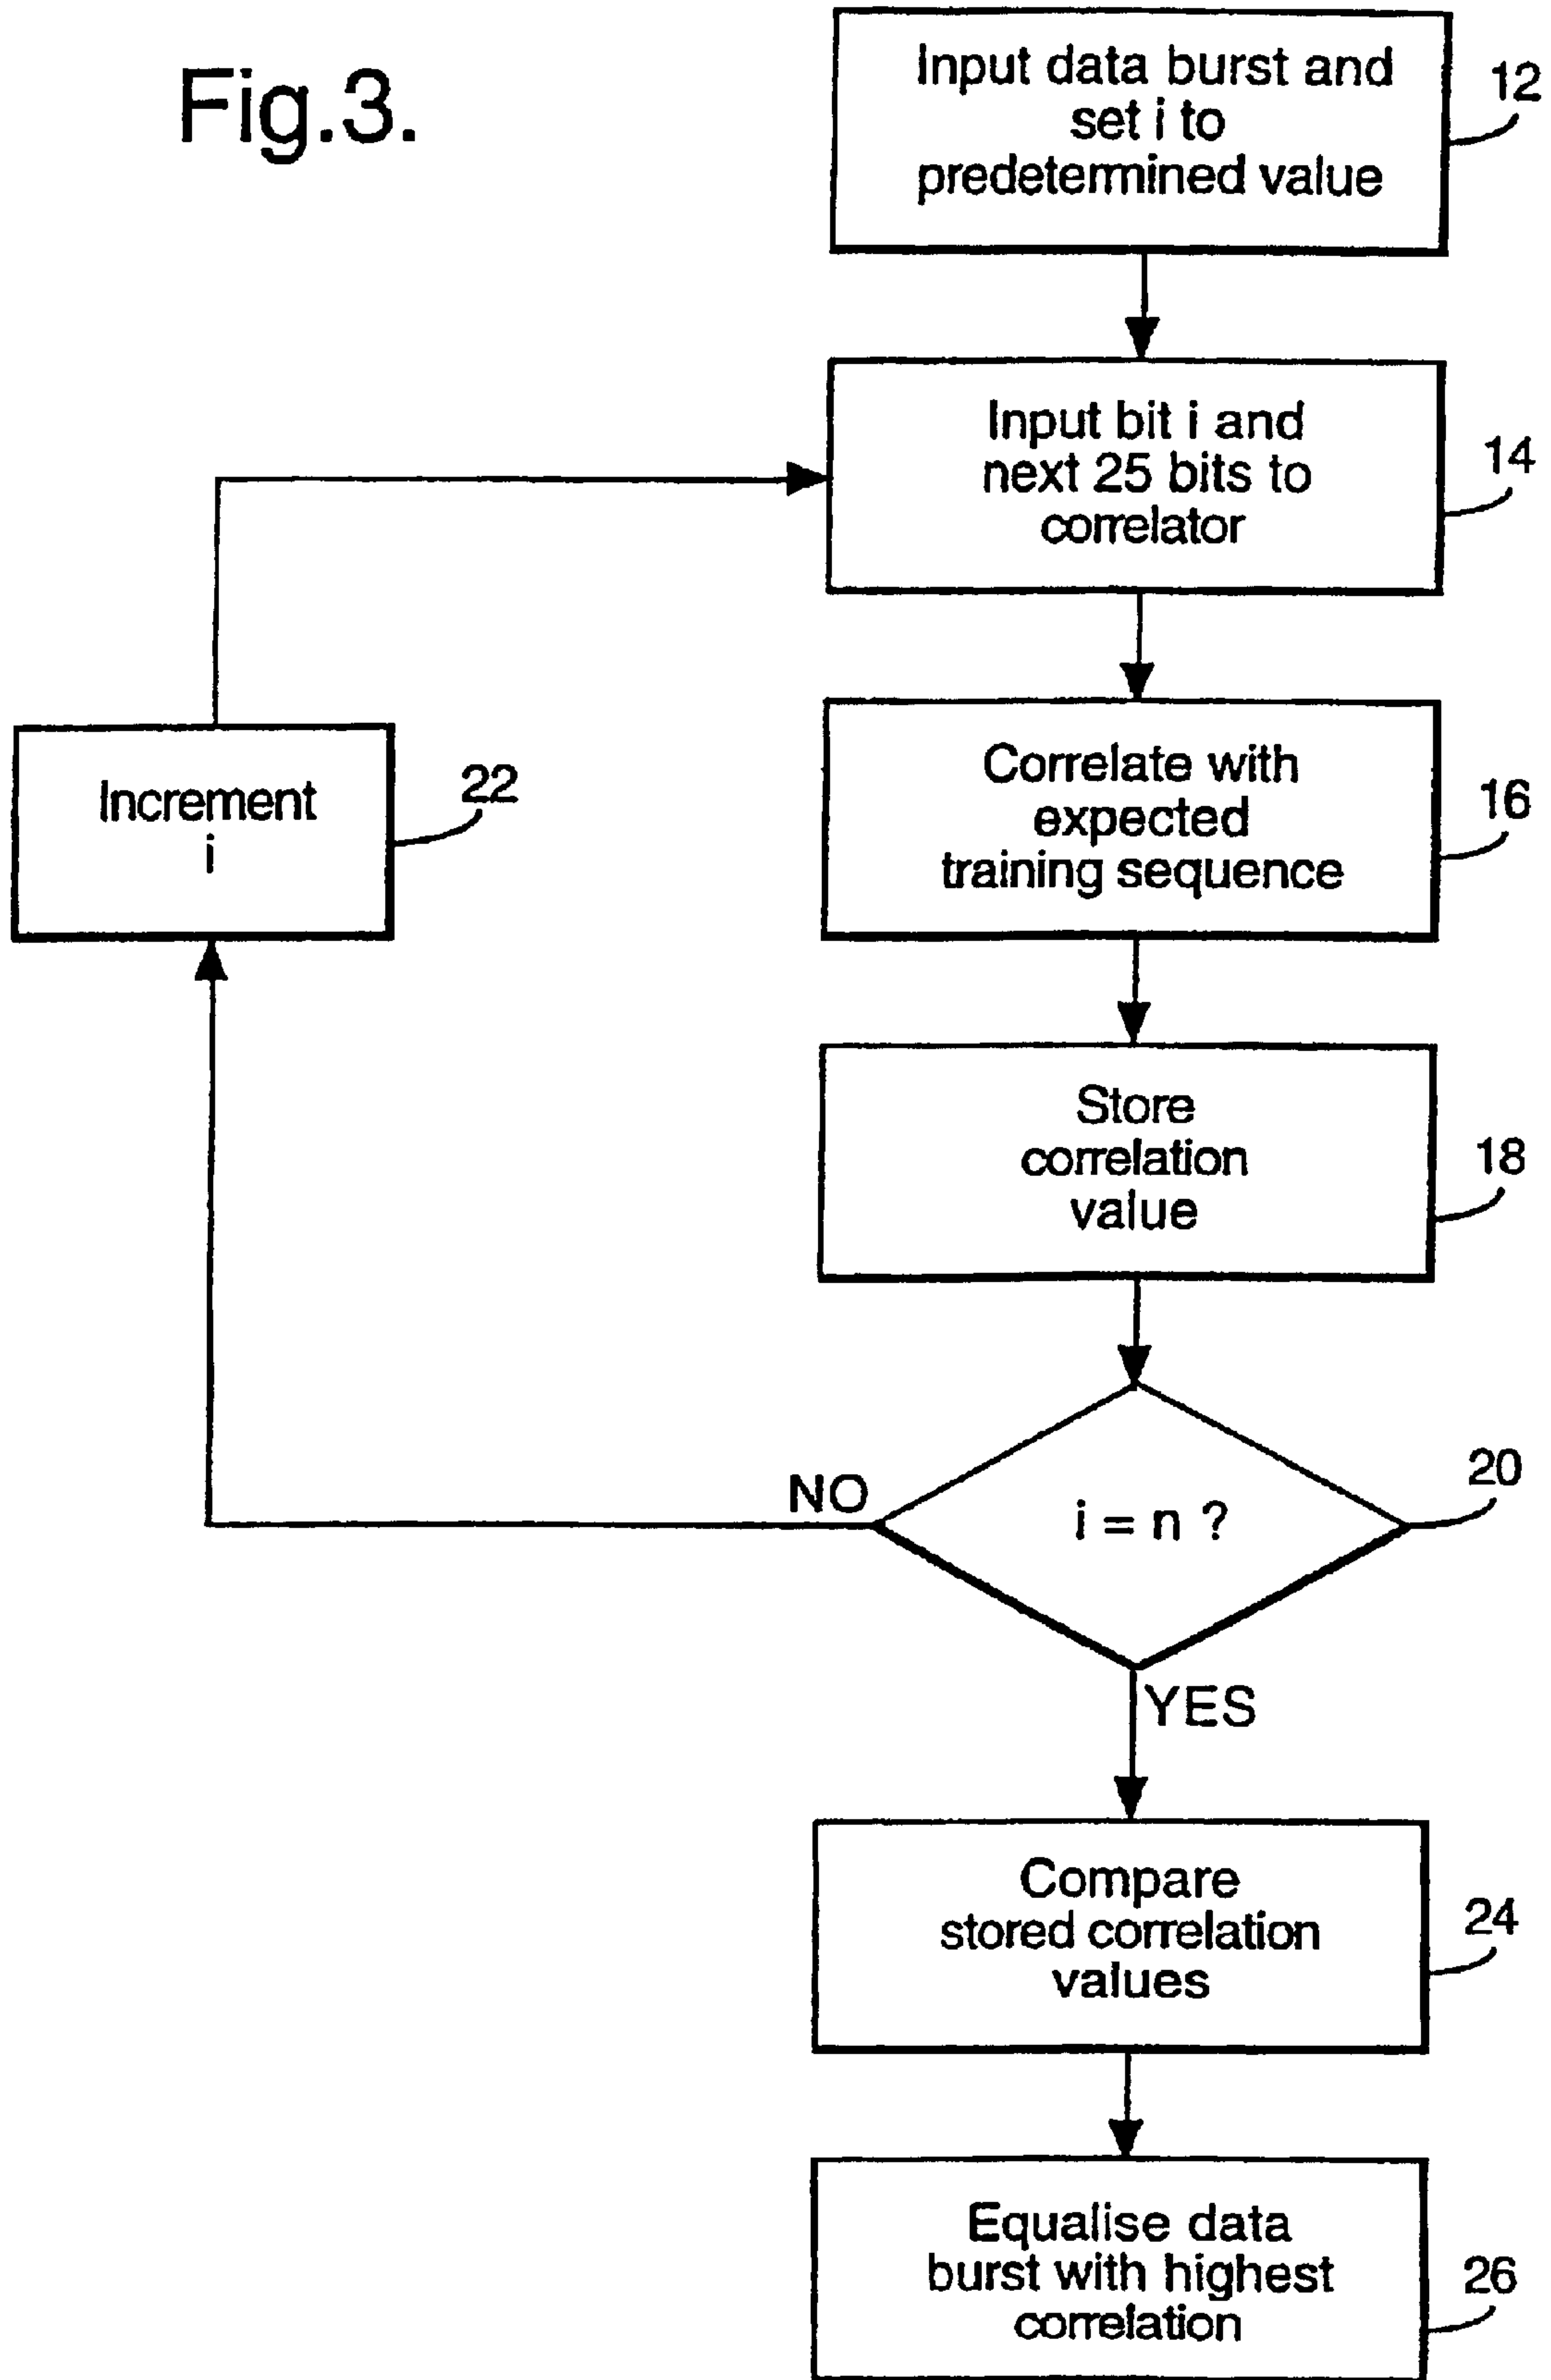 Fig.3.
Input data burst and
set i to
predetermined value
12
Input bit i and
next 25 bits to
correlator
14
Correlate with
expected
training sequence
16
Increment
i
22
Store
correlation
value
18
i = n ?
20
NO
YES
Compare
stored correlation
values
24
Equalise data
burst with highest
correlation
26